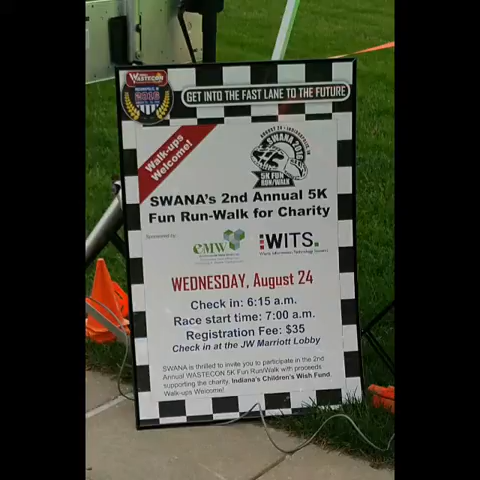 WASTECON
2016
GET INTO THE FAST LANE TO THE FUTURE
Walk-ups
Welcome!
SWANA 2016
5K FUN
RUN/WALK
SWANA's 2nd Annual 5K
Fun Run-Walk for Charity
Sponsored by:
CMW
WITS.
WEDNESDAY, August 24
Check in: 6:15 a.m.
Race start time: 7:00 a.m.
Registration Fee: $35
Check in at the JW Marriott Lobby
SWANA is thrilled to invite you to participate in the 2nd
Annual WASTECON 5K Fun Run/Walk with proceeds
supporting the charity, Indiana's Children's Wish Fund.
Walk-ups Welcome!